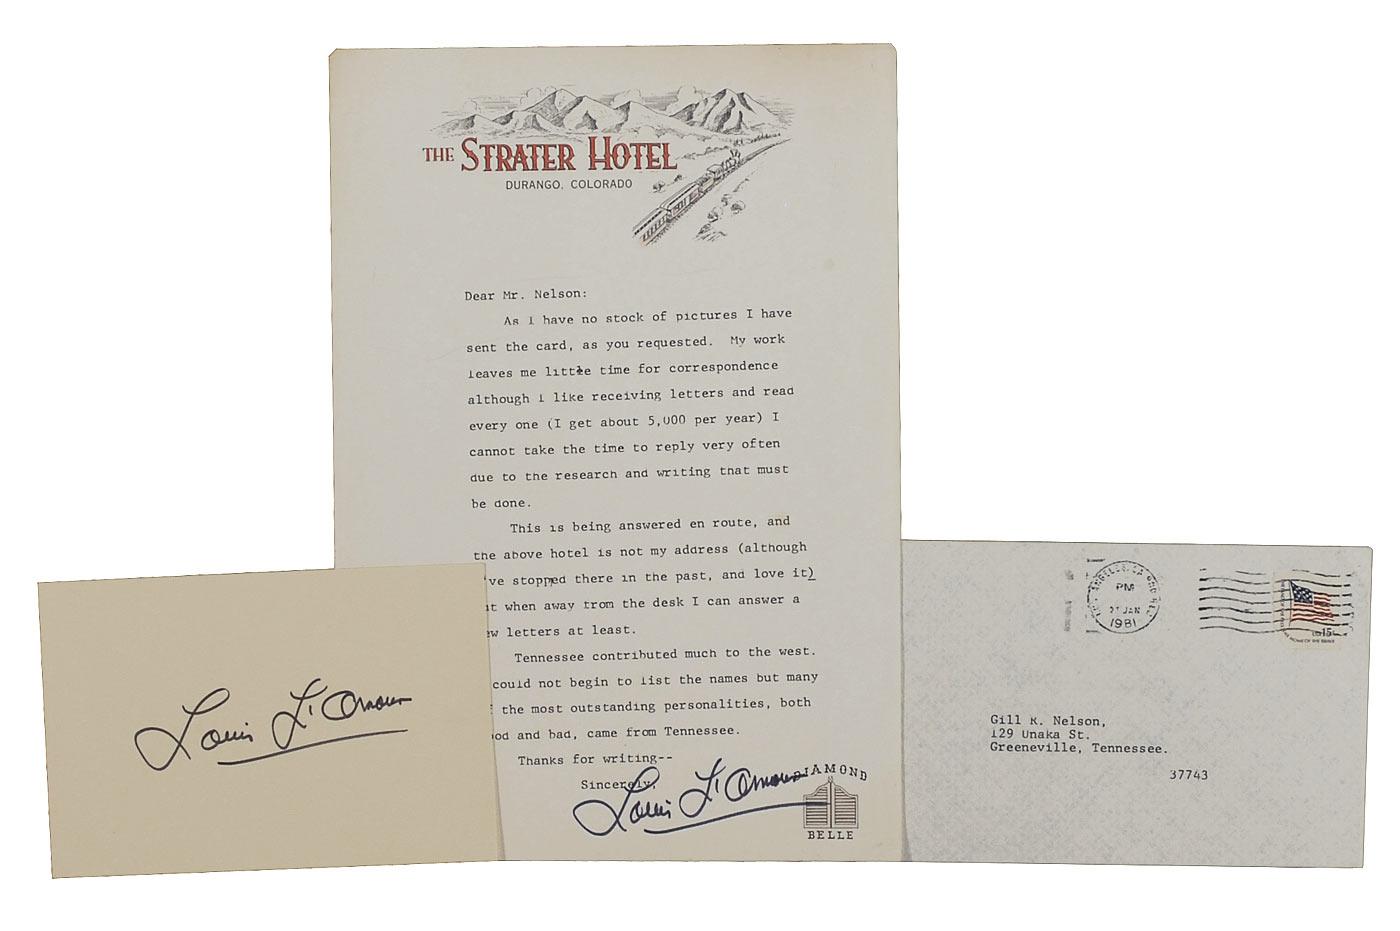 THE STRATER HOTEL
DURANGO, COLORADO
Dear Mr. Nelson:
As I have no stock of pictures I have
sent the card, as you requested. My work
leaves me little time for correspondence
although I like receiving letters and read
every one (I get about 5,000 per year) I
cannot take the time to reply very often
due to the research and writing that must
be done.
This is being answered en route, and
the above hotel is not my address (although
've stopped there in the past, and love it)
t when away from the desk I can answer a
ew letters at least.
Tennessee contributed much to the west.
could not begin to list the names but many
the most outstanding personalities, both
od and bad, came from Tennessee.
Thanks for writing--
Sincerely,
Louis L'Amour
DIAMOND
BELLE
Louis L'Amour
ANGELES, CA
PM
1981
JAN
US 15c
Gill R. Nelson,
129 Unaka St.
Greeneville, Tennessee.
37743